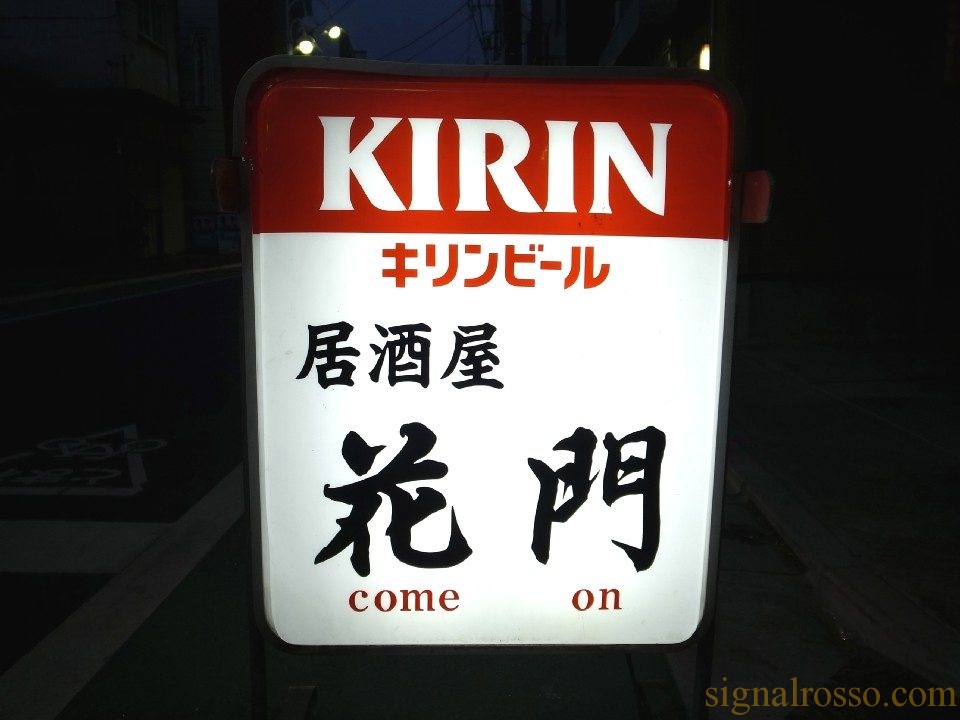 KIRIN
キリンビール
居酒屋
花門
come on
signalrosso.com